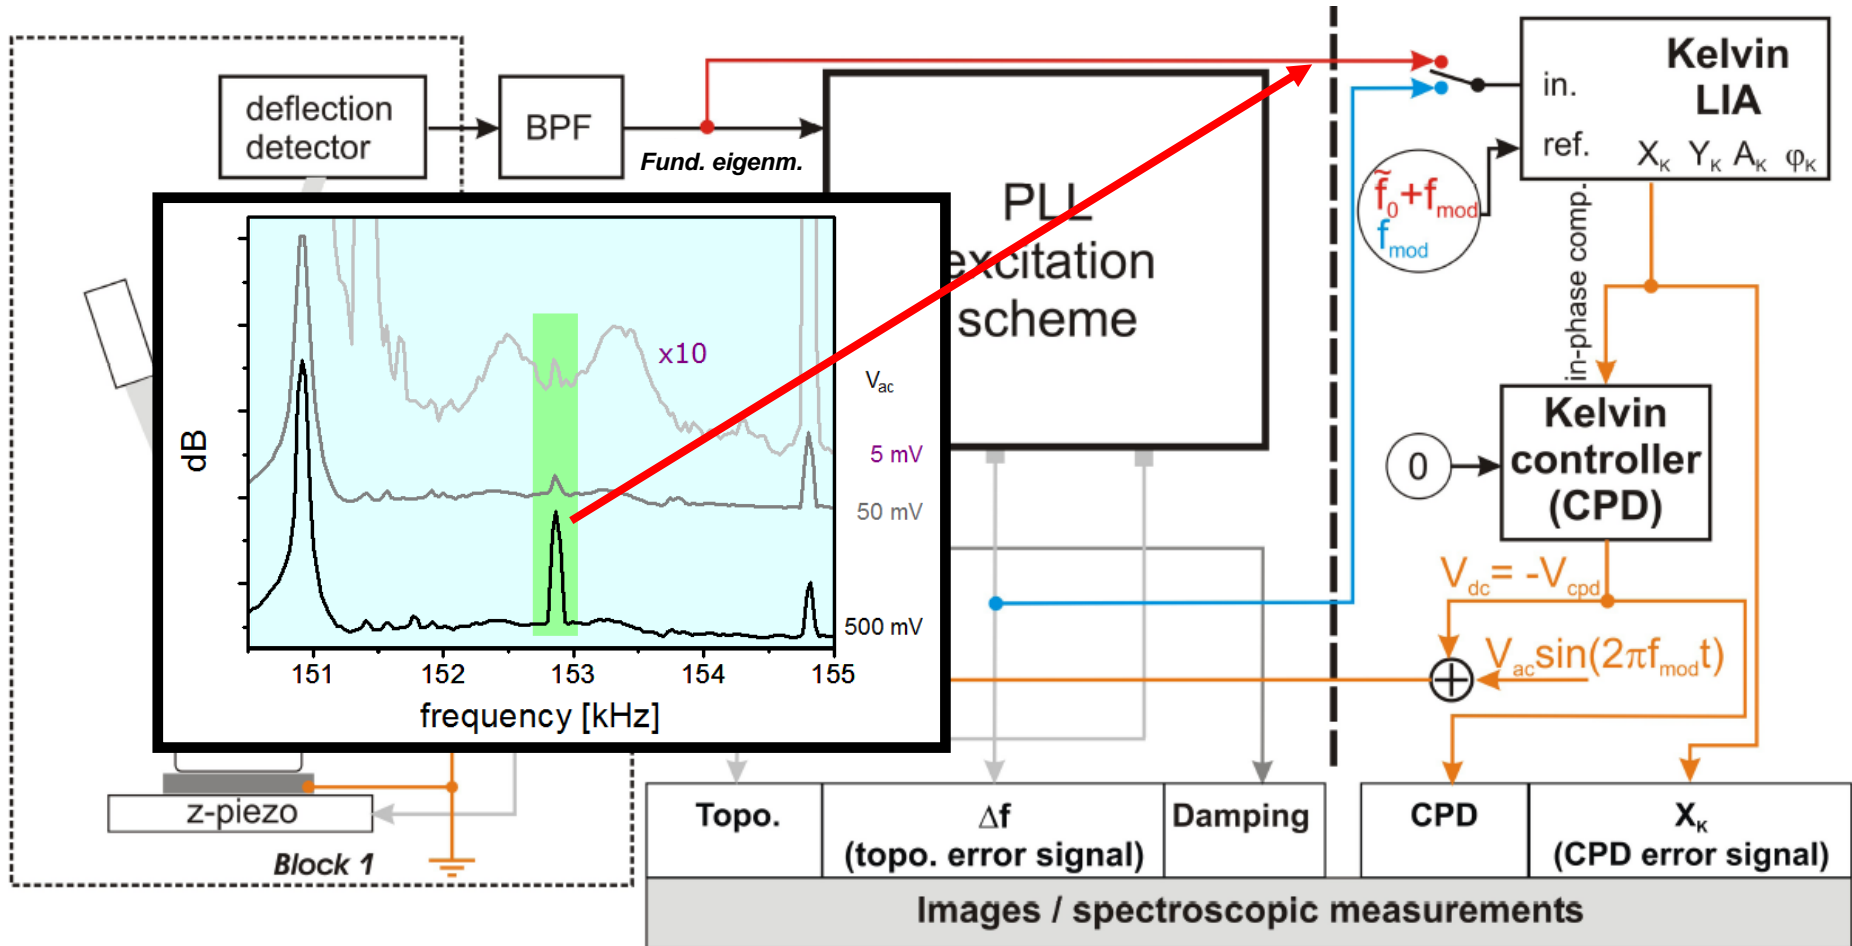 deflection
detector
BPF
Fund. eigenm.
PLL
excitation
scheme
Kelvin
LIA
in.
ref.
X_K Y_K A_K φ_K
f̃_0+f_mod
f_mod
in-phase comp.
0
Kelvin
controller
(CPD)
V_dc= -V_cpd
V_ac sin(2πf_mod t)
dB
x10
V_ac
5 mV
50 mV
500 mV
151 152 153 154 155
frequency [kHz]
z-piezo
Block 1
Topo.
Δf
(topo. error signal)
Damping
CPD
X_K
(CPD error signal)
Images / spectroscopic measurements